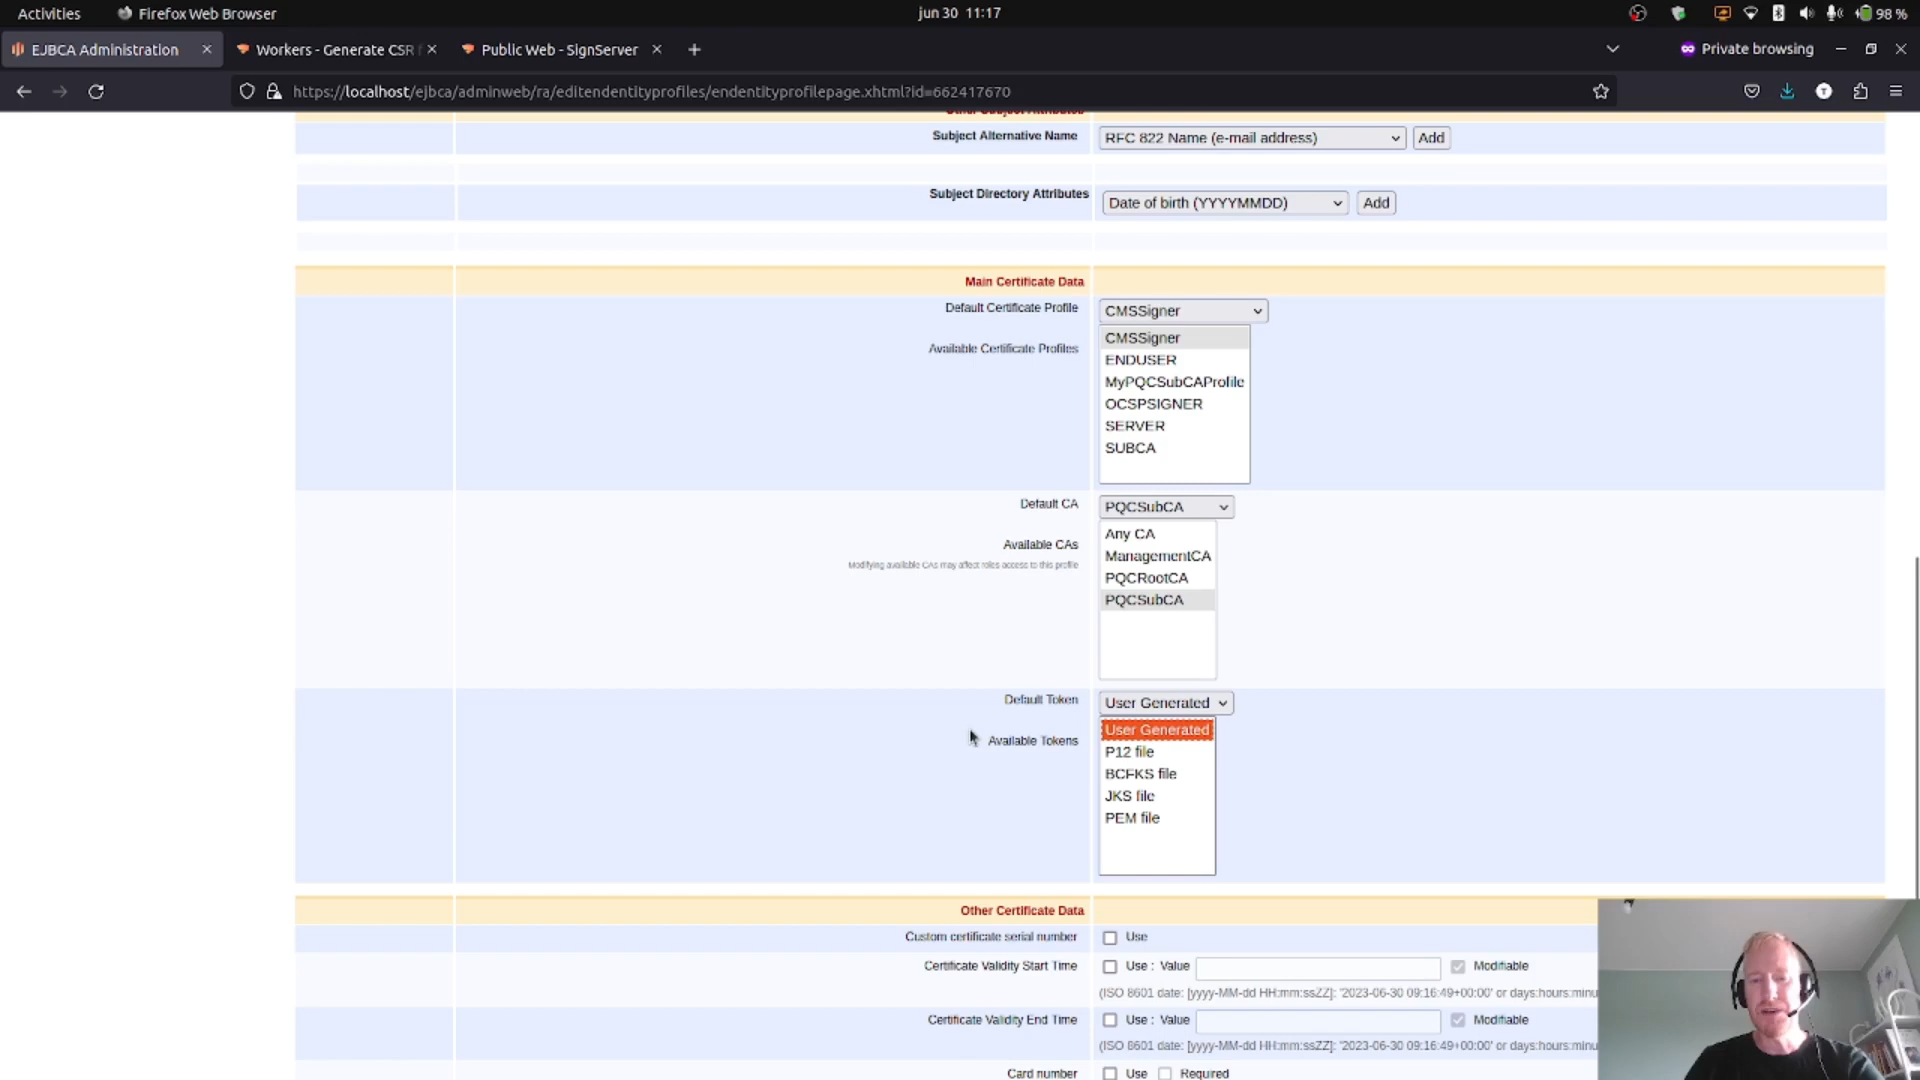 Activities
Firefox Web Browser
jun 30 11:17
98 %
EJBCA Administration
Workers - Generate CSR f
Public Web - SignServer
Private browsing
https://localhost/ejbca/adminweb/ra/editendentityprofiles/endentityprofilepage.xhtml?id=662417670
Other Subject Attributes
Subject Alternative Name
RFC 822 Name (e-mail address)
Add
Subject Directory Attributes
Date of birth (YYYYMMDD)
Add
Main Certificate Data
Default Certificate Profile
CMSSigner
Available Certificate Profiles
CMSSigner
ENDUSER
MyPQCSubCAProfile
OCSPSIGNER
SERVER
SUBCA
Default CA
PQCSubCA
Available CAs
Modifying available CAs may affect roles access to this profile
Any CA
ManagementCA
PQCRootCA
PQCSubCA
Default Token
User Generated
Available Tokens
User Generated
P12 file
BCFKS file
JKS file
PEM file
Other Certificate Data
Custom certificate serial number
Use
Certificate Validity Start Time
Use : Value
Modifiable
(ISO 8601 date: [yyyy-MM-dd HH:mm:ssZZ]: '2023-06-30 09:16:49+00:00' or days:hours:minu
Certificate Validity End Time
Use : Value
Modifiable
(ISO 8601 date: [yyyy-MM-dd HH:mm:ssZZ]: '2023-06-30 09:16:49+00:00' or days:hours:minu
Card number
Use
Required